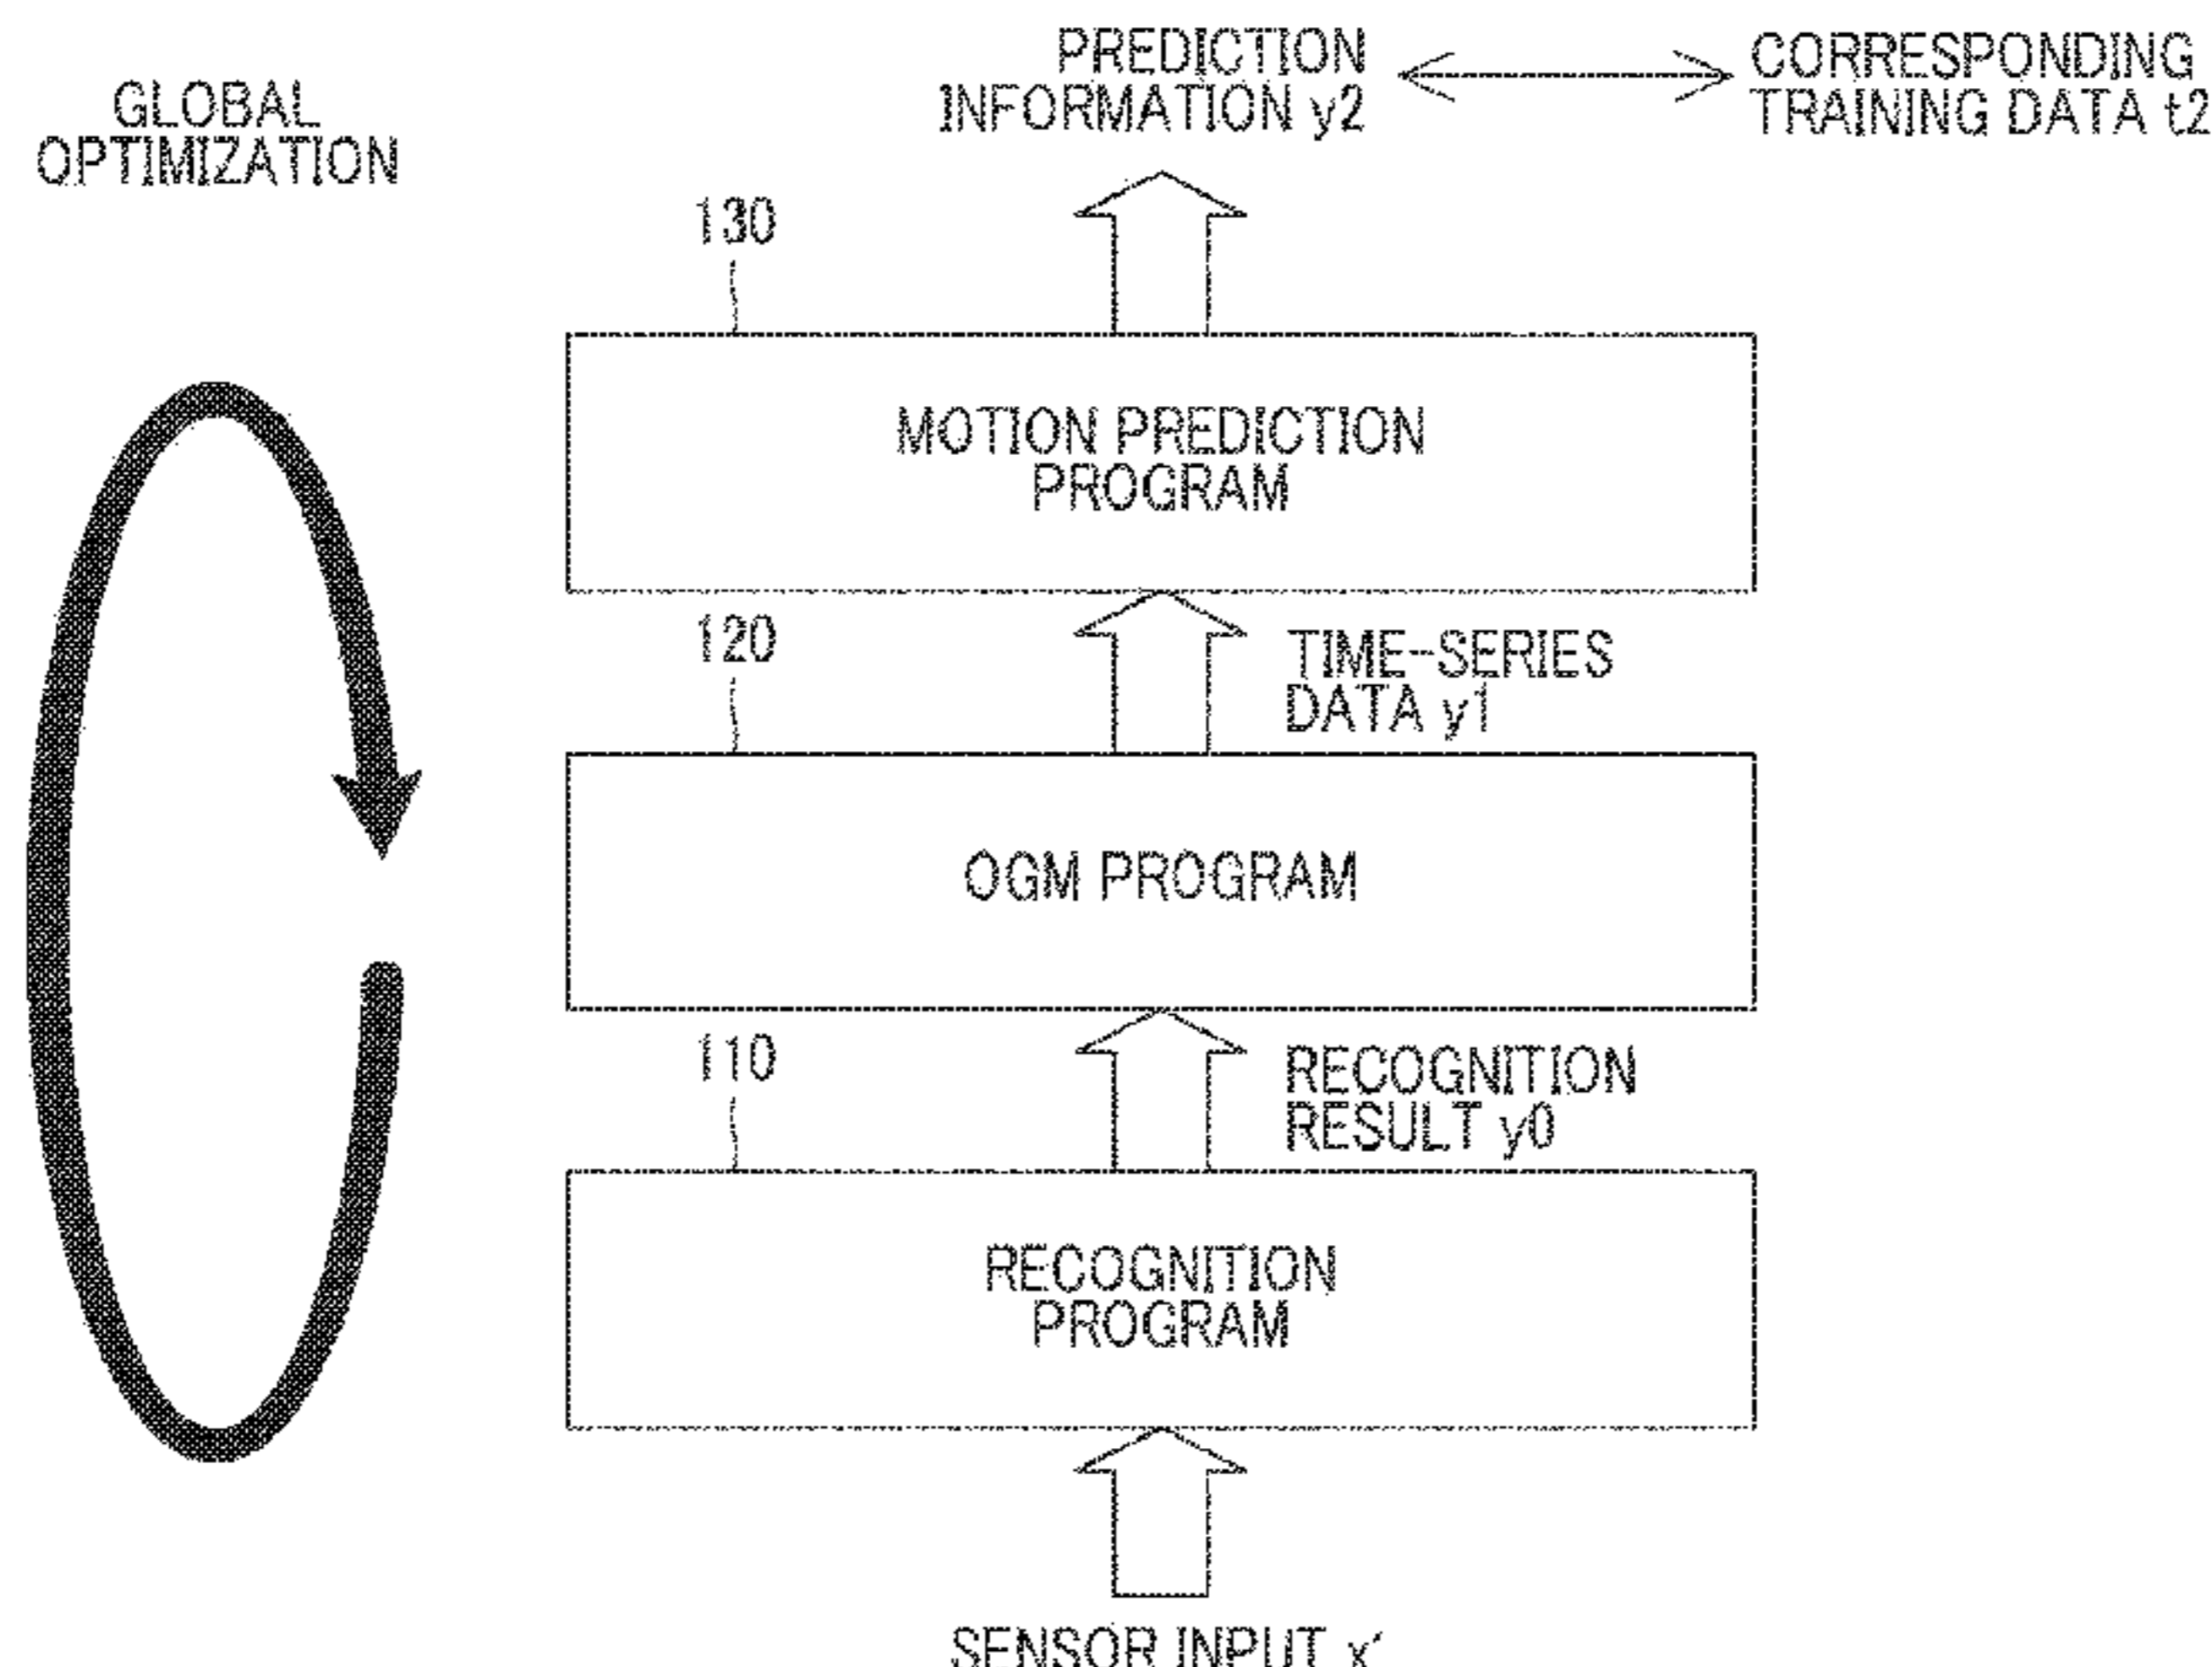 GLOBAL
OPTIMIZATION
PREDICTION
INFORMATION y2
CORRESPONDING
TRAINING DATA t2
130
MOTION PREDICTION
PROGRAM
120
TIME-SERIES
DATA y1
OGM PROGRAM
110
RECOGNITION
RESULT y0
RECOGNITION
PROGRAM
SENSOR INPUT x′